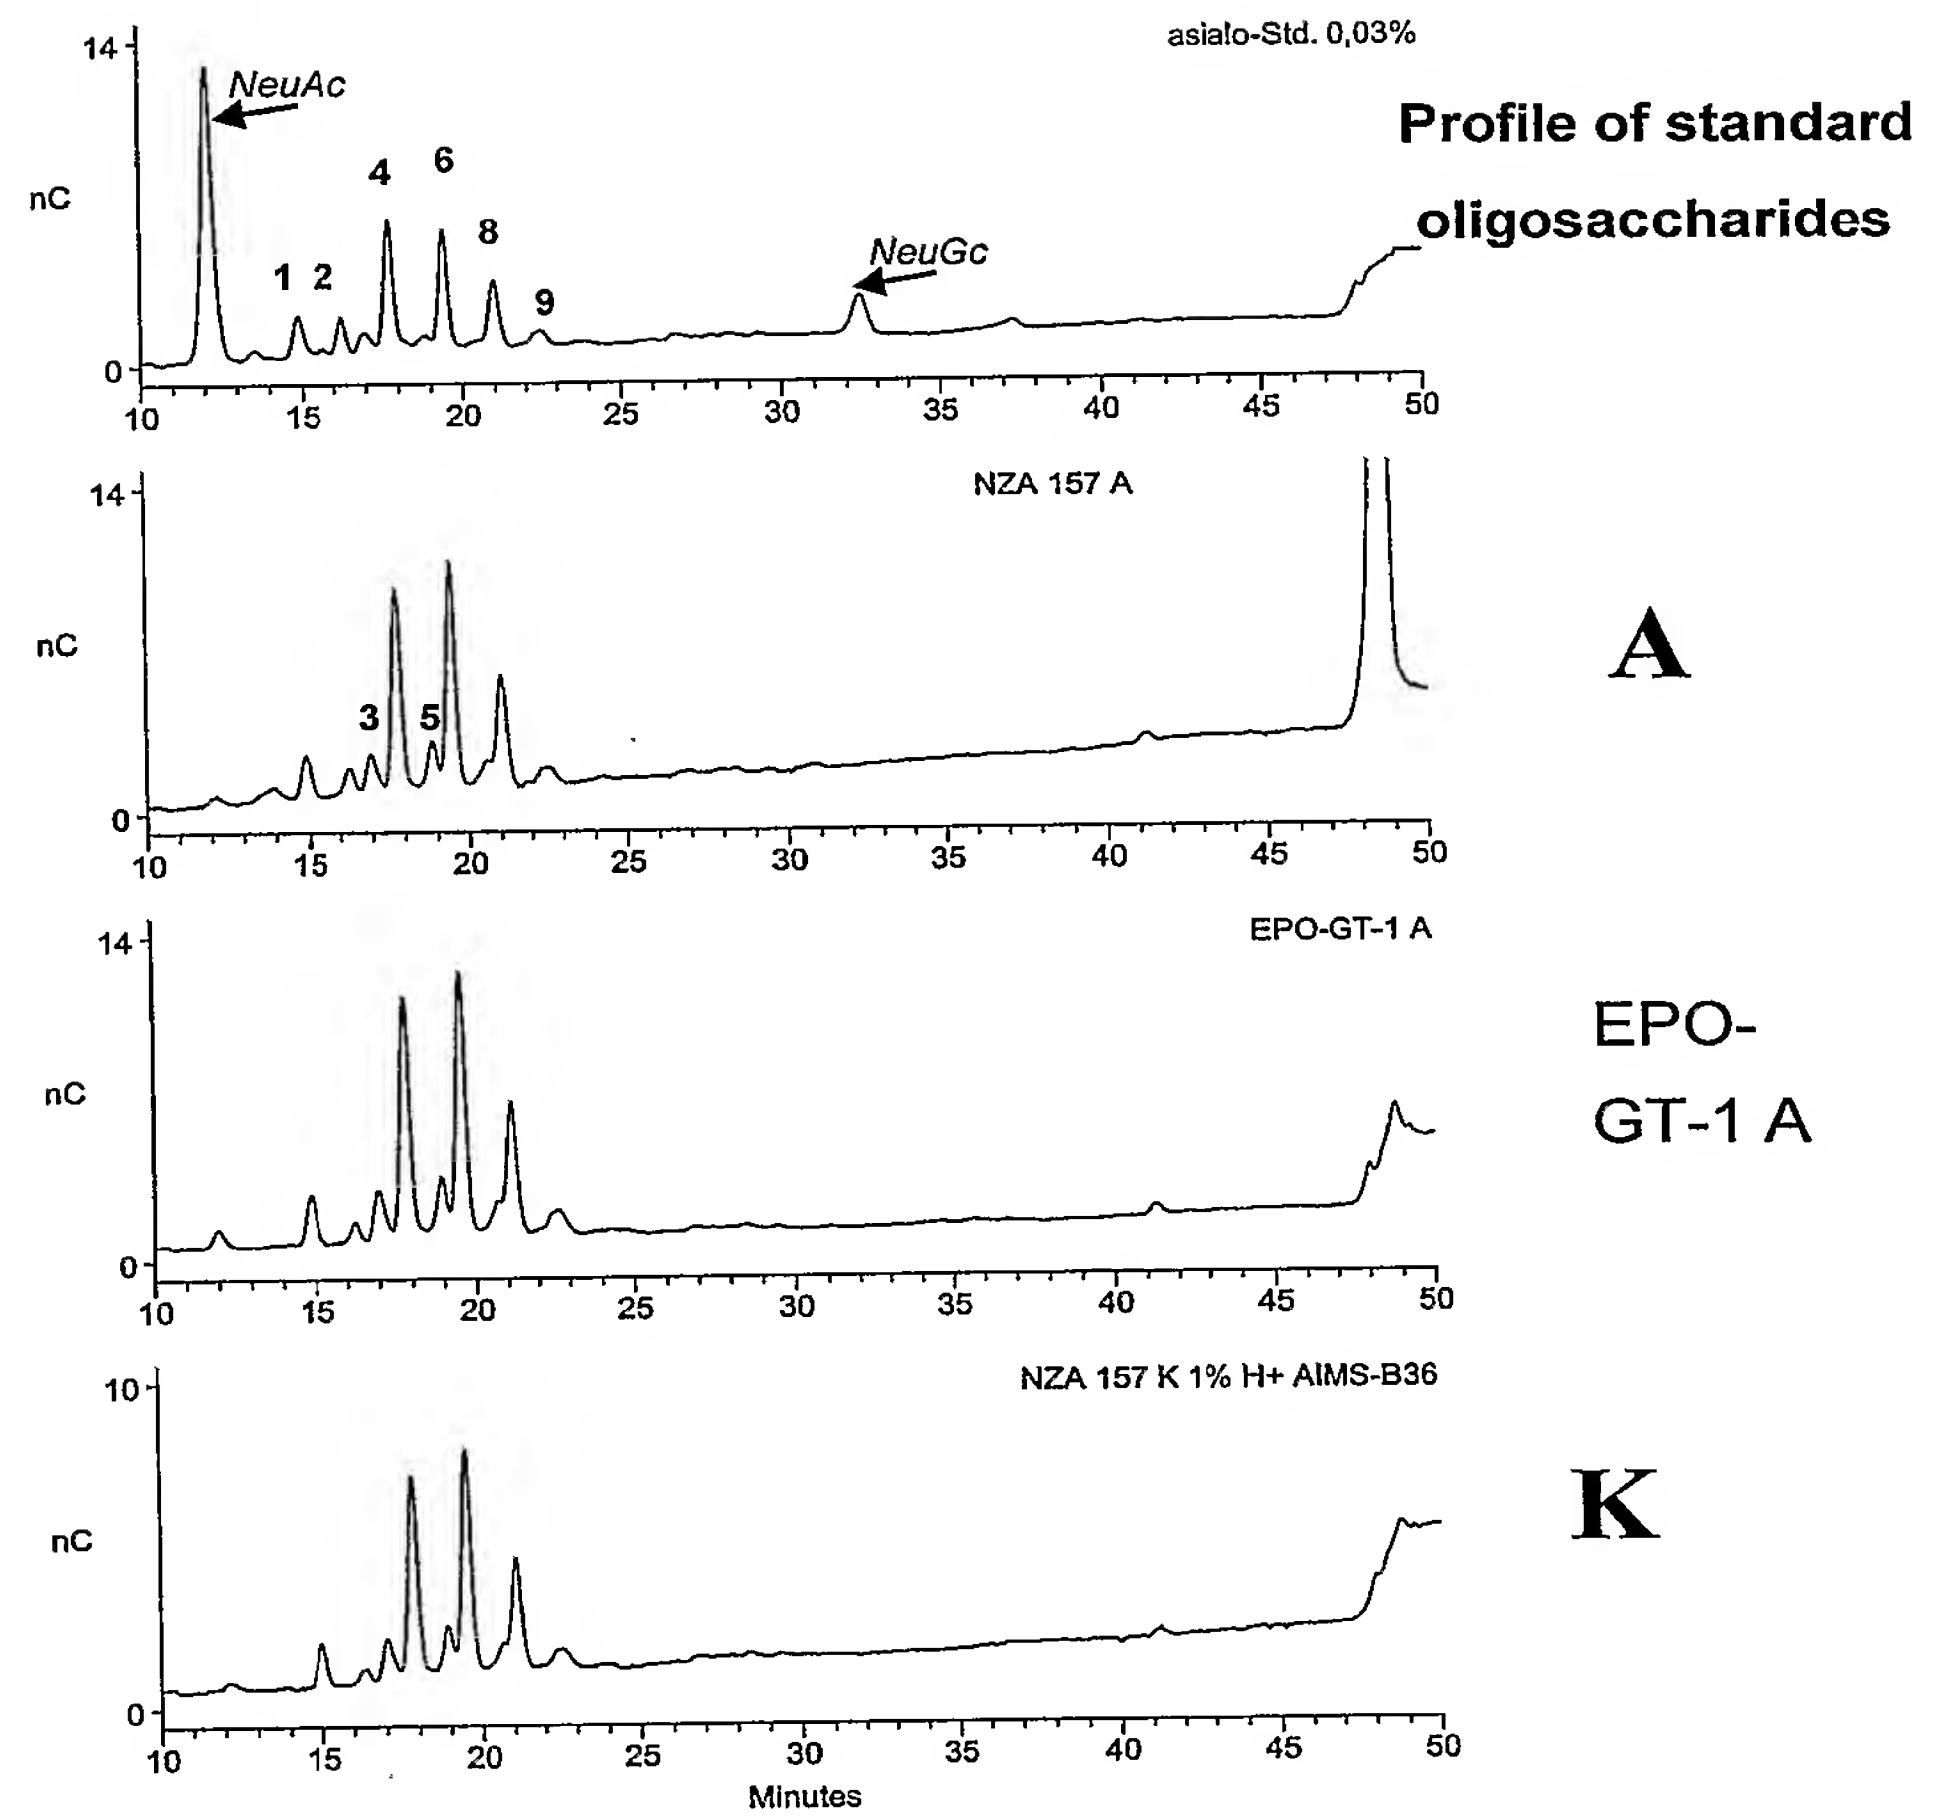 asialo-Std. 0,03%
14
NeuAc
Profile of standard
oligosaccharides
4 6
nC
8
NeuGc
1 2
9
0
10 15 20 25 30 35 40 45 50
NZA 157 A
14
nC
A
3 5
0
10 15 20 25 30 35 40 45 50
EPO-GT-1 A
14
EPO-
GT-1 A
nC
0
10 15 20 25 30 35 40 45 50
NZA 157 K 1% H+ AIMS-B36
10
K
nC
0
10 15 20 25 30 35 40 45 50
Minutes